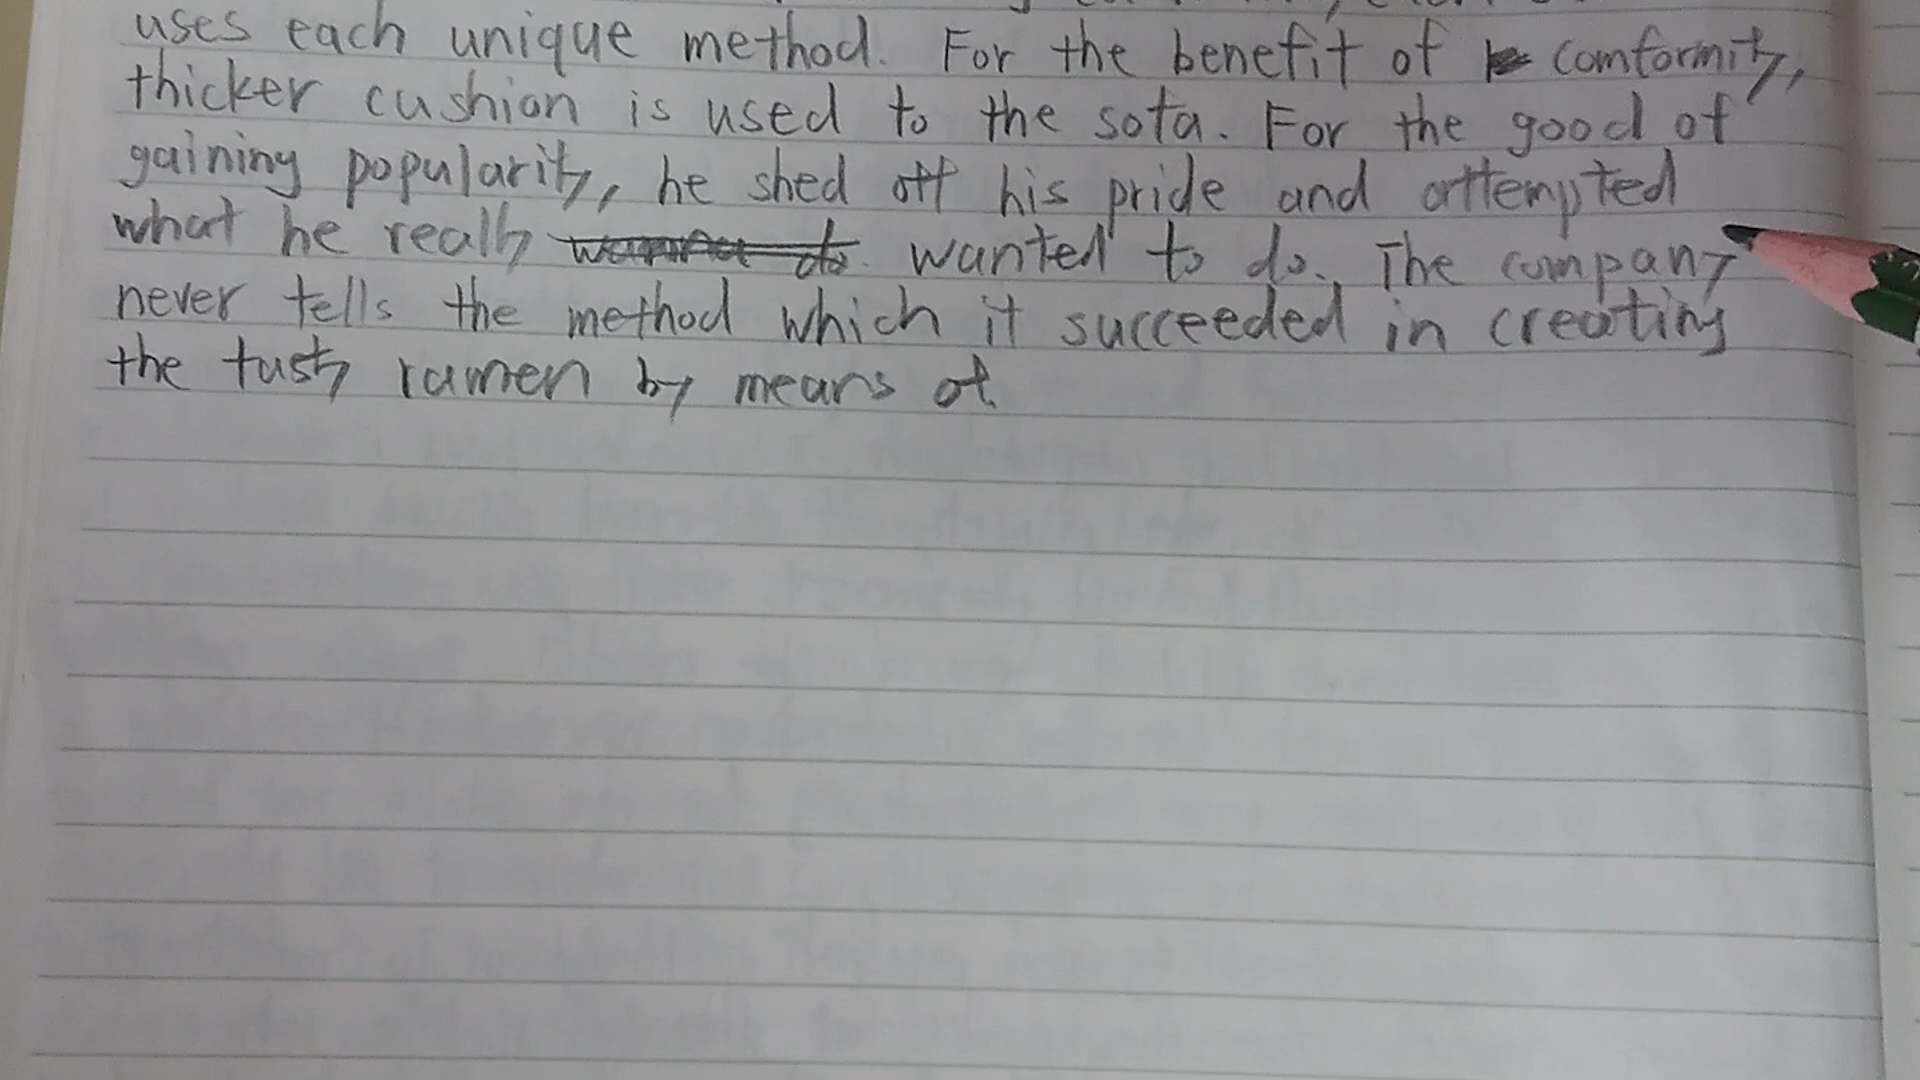 uses each unique method. For the benefit of comformity,
thicker cushion is used to the sofa. For the good of
gaining popularity, he shed off his pride and attempted
what he really wanna do wanted to do. The company
never tells the method which it succeeded in creating
the tasty ramen by means of.